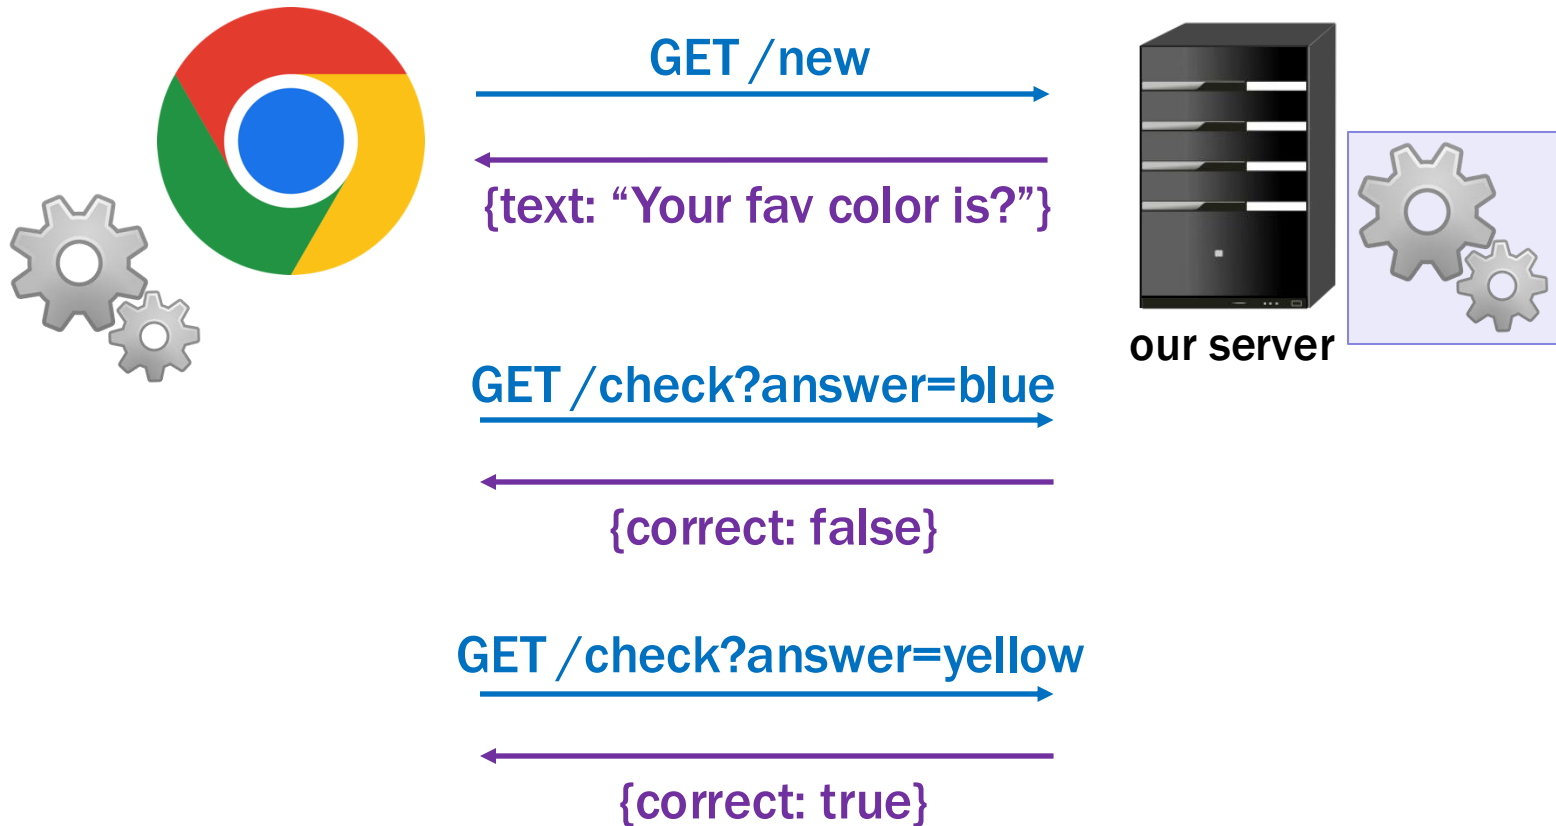 GET /new
{text: “Your fav color is?”}
our server
GET /check?answer=blue
{correct: false}
GET /check?answer=yellow
{correct: true}